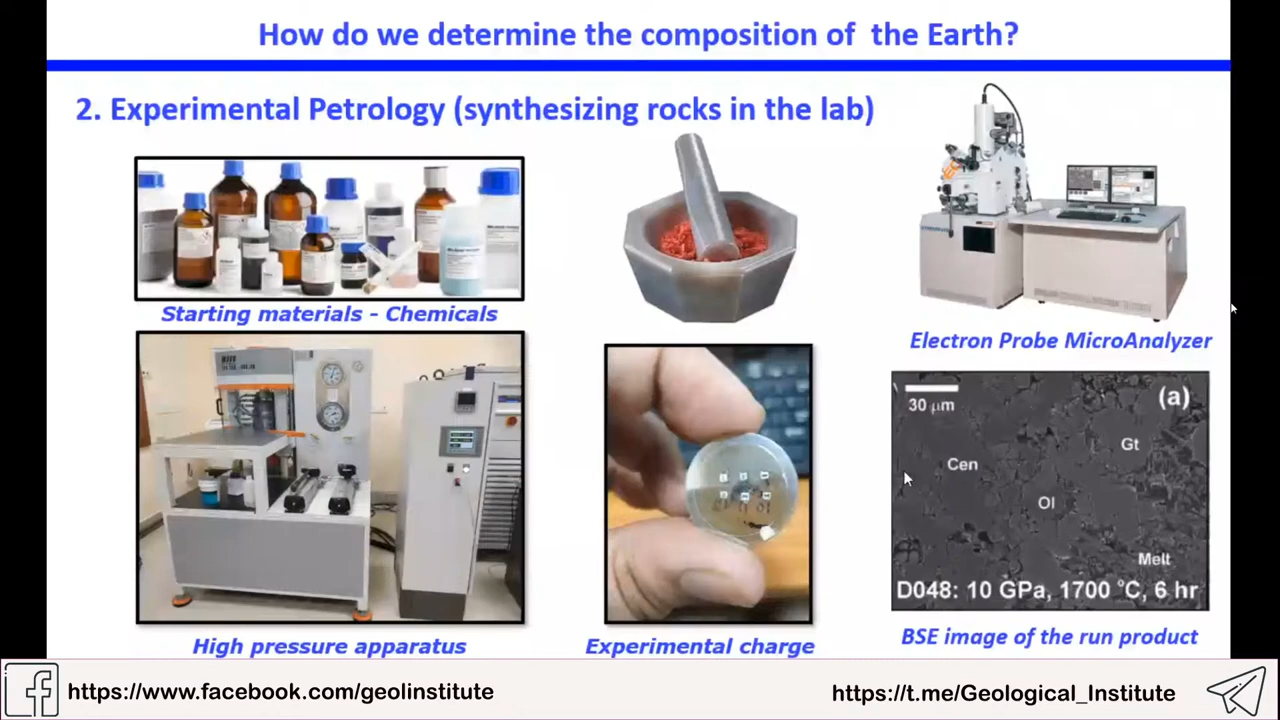 How do we determine the composition of the Earth?
2. Experimental Petrology (synthesizing rocks in the lab)
Starting materials - Chemicals
Electron Probe MicroAnalyzer
30 μm
(a)
Gt
Cen
Ol
Melt
D048: 10 GPa, 1700 °C, 6 hr
High pressure apparatus
Experimental charge
BSE image of the run product
https://www.facebook.com/geolinstitute
https://t.me/Geological_Institute